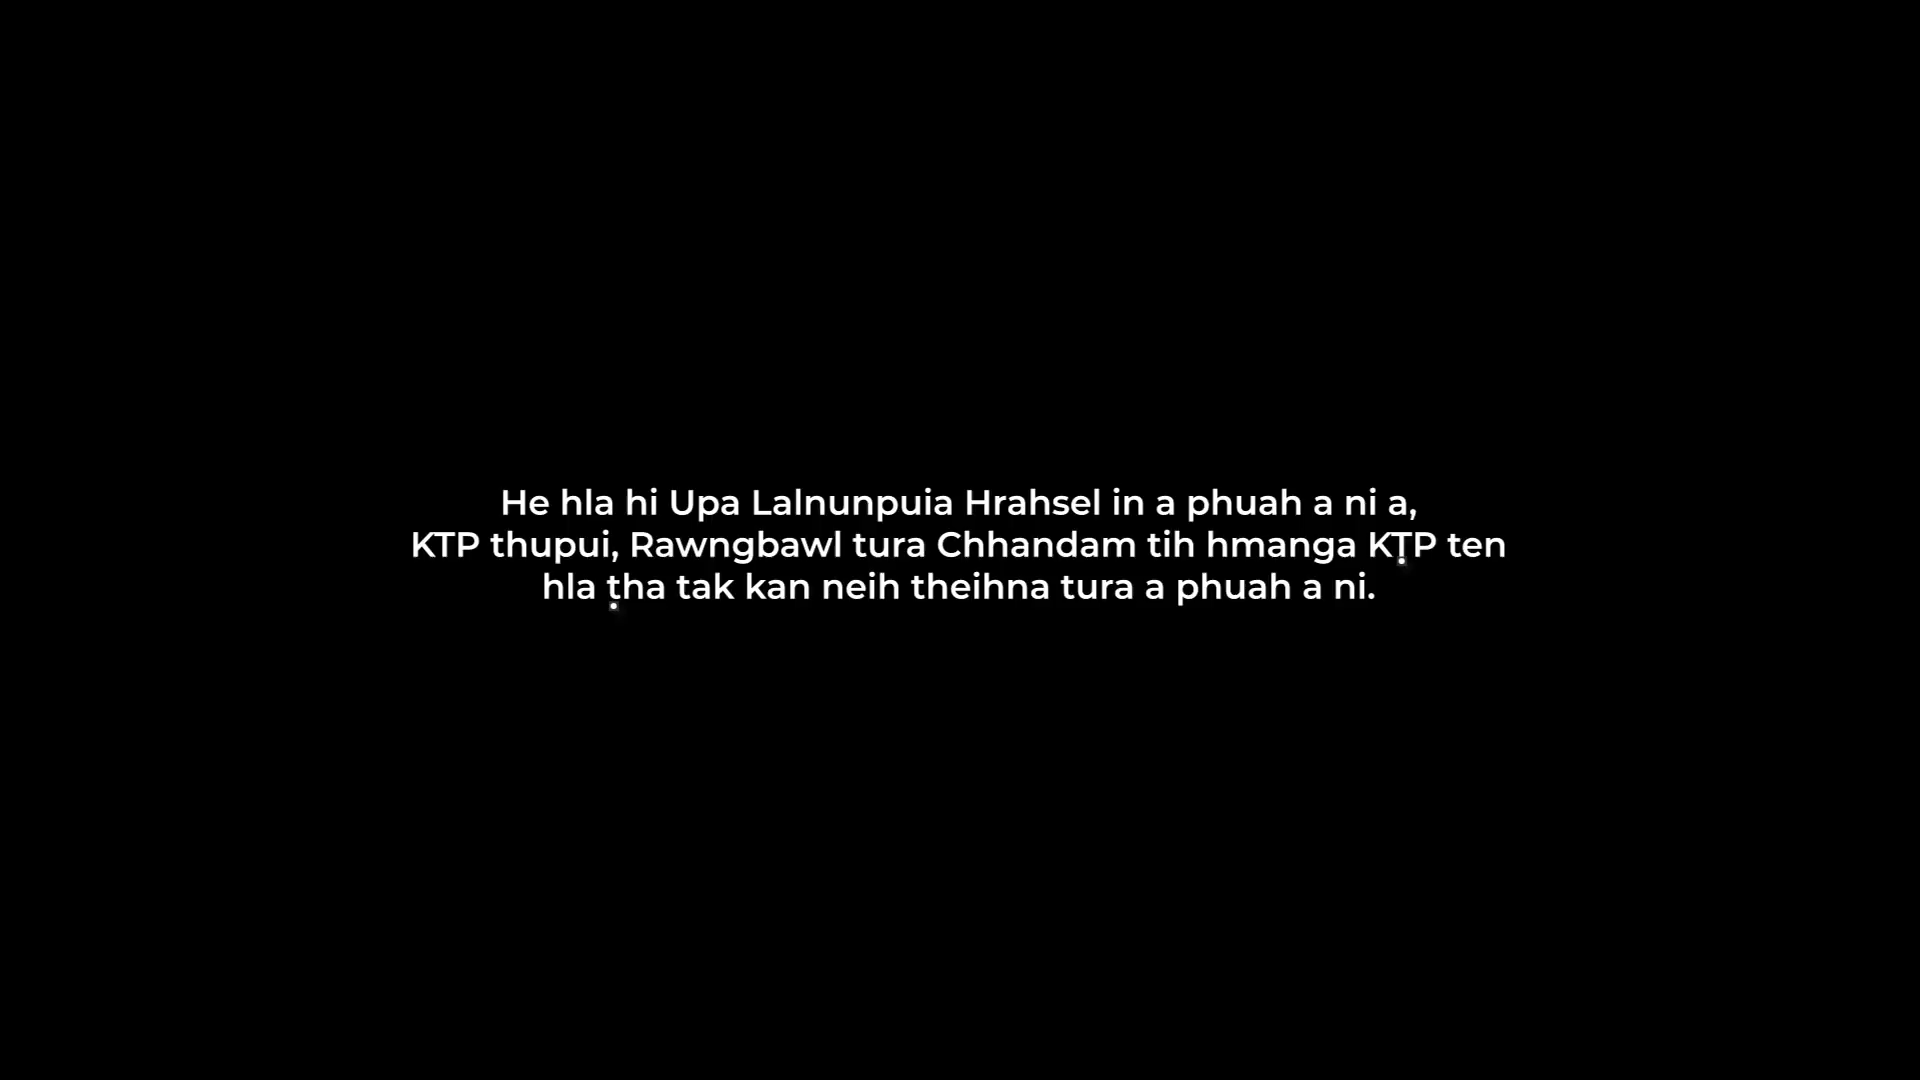 He hla hi Upa Lalnunpuia Hrahsel in a phuah a ni a,
KTP thupui, Rawngbawl tura Chhandam tih hmanga KṬP ten
hla ṭha tak kan neih theihna tura a phuah a ni.